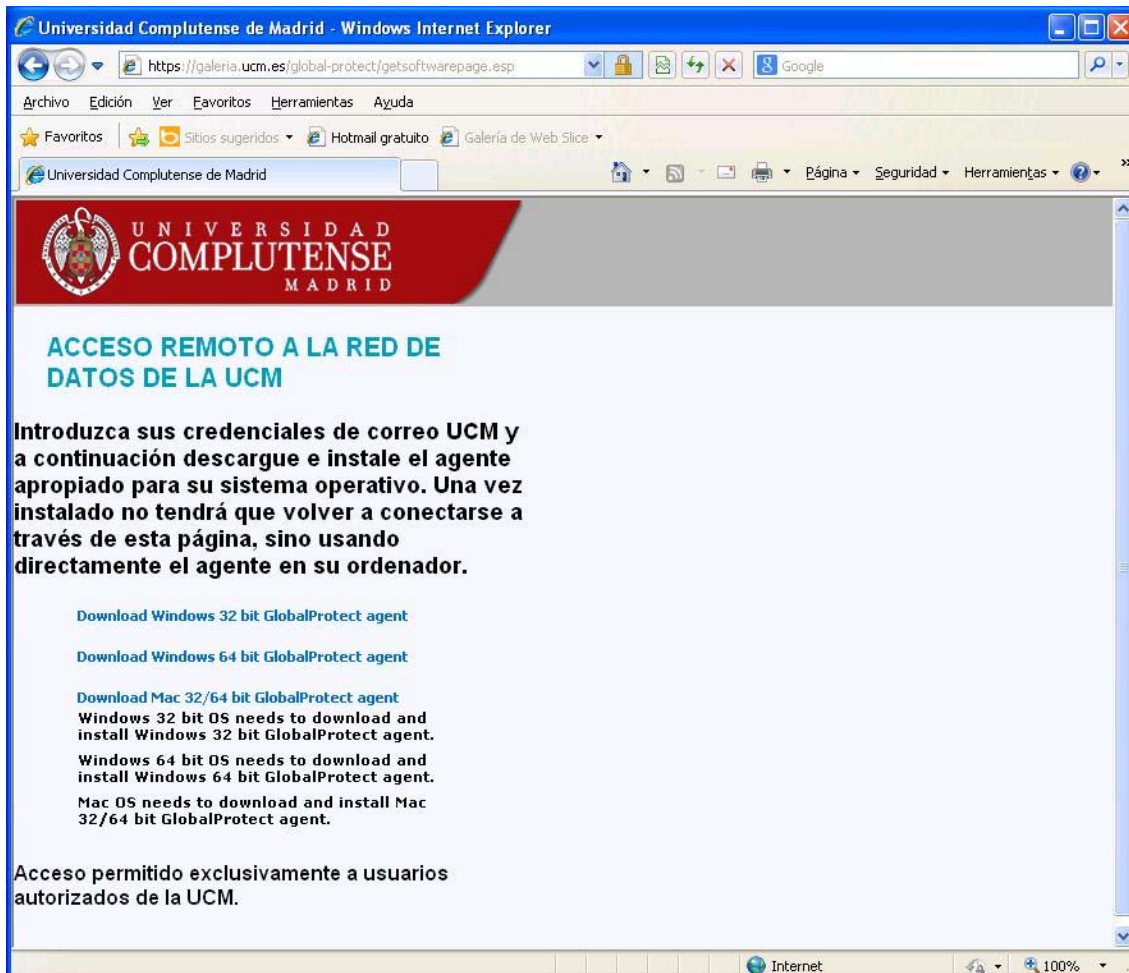 Universidad Complutense de Madrid - Windows Internet Explorer
https://galeria.ucm.es/global-protect/getsoftwarepage.esp
Google
Archivo Edición Ver Favoritos Herramientas Ayuda
Favoritos Sitios sugeridos Hotmail gratuito Galería de Web Slice
Universidad Complutense de Madrid Página Seguridad Herramientas
UNIVERSIDAD
COMPLUTENSE
MADRID
ACCESO REMOTO A LA RED DE
DATOS DE LA UCM
Introduzca sus credenciales de correo UCM y
a continuación descargue e instale el agente
apropiado para su sistema operativo. Una vez
instalado no tendrá que volver a conectarse a
través de esta página, sino usando
directamente el agente en su ordenador.
Download Windows 32 bit GlobalProtect agent
Download Windows 64 bit GlobalProtect agent
Download Mac 32/64 bit GlobalProtect agent
Windows 32 bit OS needs to download and
install Windows 32 bit GlobalProtect agent.
Windows 64 bit OS needs to download and
install Windows 64 bit GlobalProtect agent.
Mac OS needs to download and install Mac
32/64 bit GlobalProtect agent.
Acceso permitido exclusivamente a usuarios
autorizados de la UCM.
Internet 100%